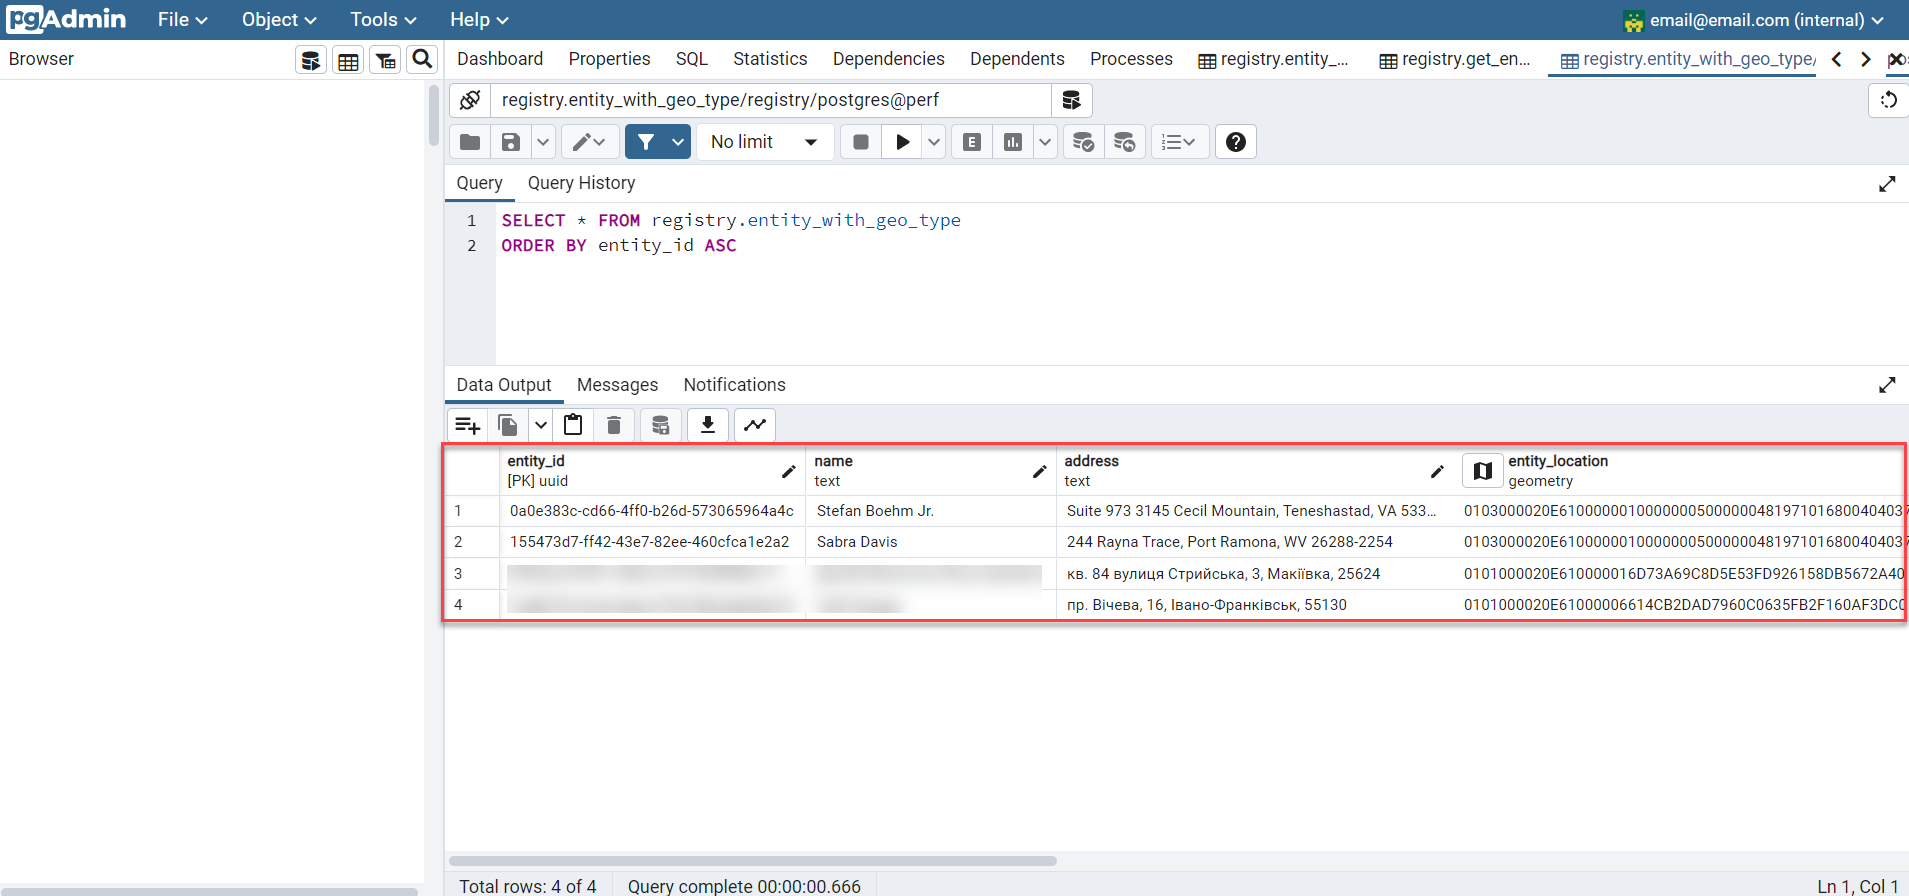 pgAdmin File Object Tools Help email@email.com (internal)
Browser
Dashboard Properties SQL Statistics Dependencies Dependents Processes registry.entity_... registry.get_en... registry.entity_with_geo_type/
registry.entity_with_geo_type/registry/postgres@perf
No limit E
Query Query History
1 SELECT * FROM registry.entity_with_geo_type
2 ORDER BY entity_id ASC
Data Output Messages Notifications
entity_id name address entity_location
[PK] uuid text text geometry
1 0a0e383c-cd66-4ff0-b26d-573065964a4c Stefan Boehm Jr. Suite 973 3145 Cecil Mountain, Teneshastad, VA 533... 0103000020E61000000100000005000000481971016800404037
2 155473d7-ff42-43e7-82ee-460cfca1e2a2 Sabra Davis 244 Rayna Trace, Port Ramona, WV 26288-2254 0103000020E61000000100000005000000481971016800404037
3 кв. 84 вулиця Стрийська, 3, Макіївка, 25624 0101000020E610000016D73A69C8D5E53FD926158DB5672A40
4 пр. Вічева, 16, Івано-Франківськ, 55130 0101000020E61000006614CB2DAD7960C0635FB2F160AF3DC0
Total rows: 4 of 4 Query complete 00:00:00.666 Ln 1, Col 1